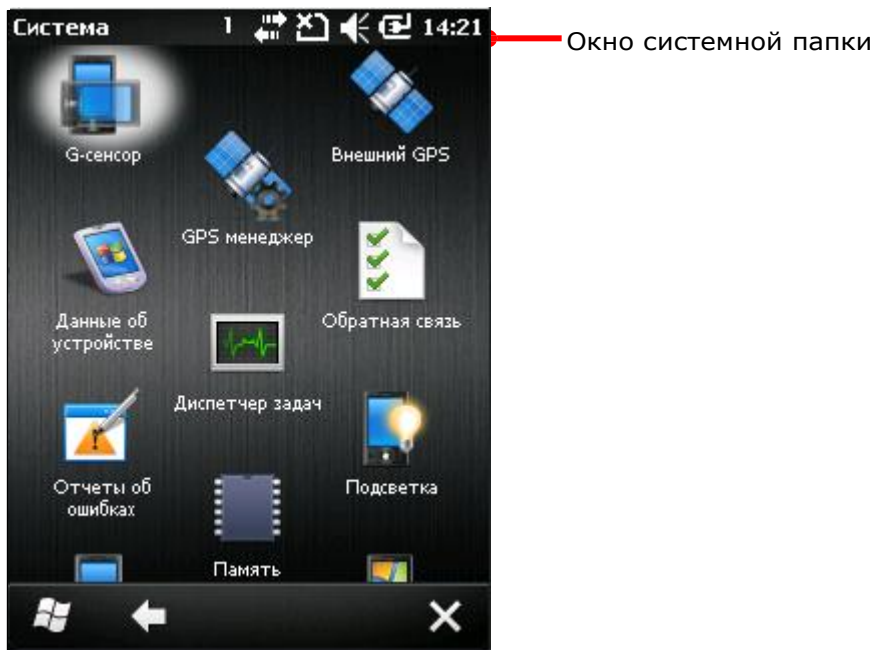 Система 1 14:21
Окно системной папки
G-сенсор
Внешний GPS
GPS менеджер
Данные об
устройстве
Обратная связь
Диспетчер задач
Отчеты об
ошибках
Подсветка
Память